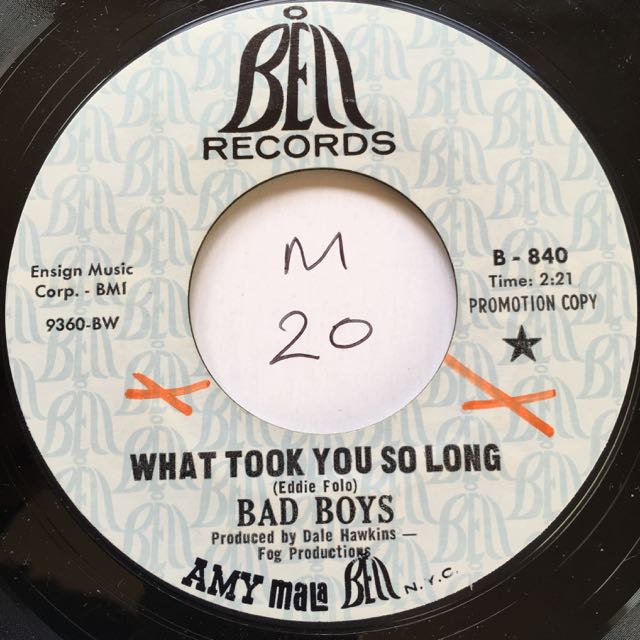 BELL
RECORDS
Ensign Music
Corp. - BMI
9360-BW
M
20
B - 840
Time: 2:21
PROMOTION COPY
WHAT TOOK YOU SO LONG
(Eddie Folo)
BAD BOYS
Produced by Dale Hawkins —
Fog Productions
AMY mala BELL N.Y.C.